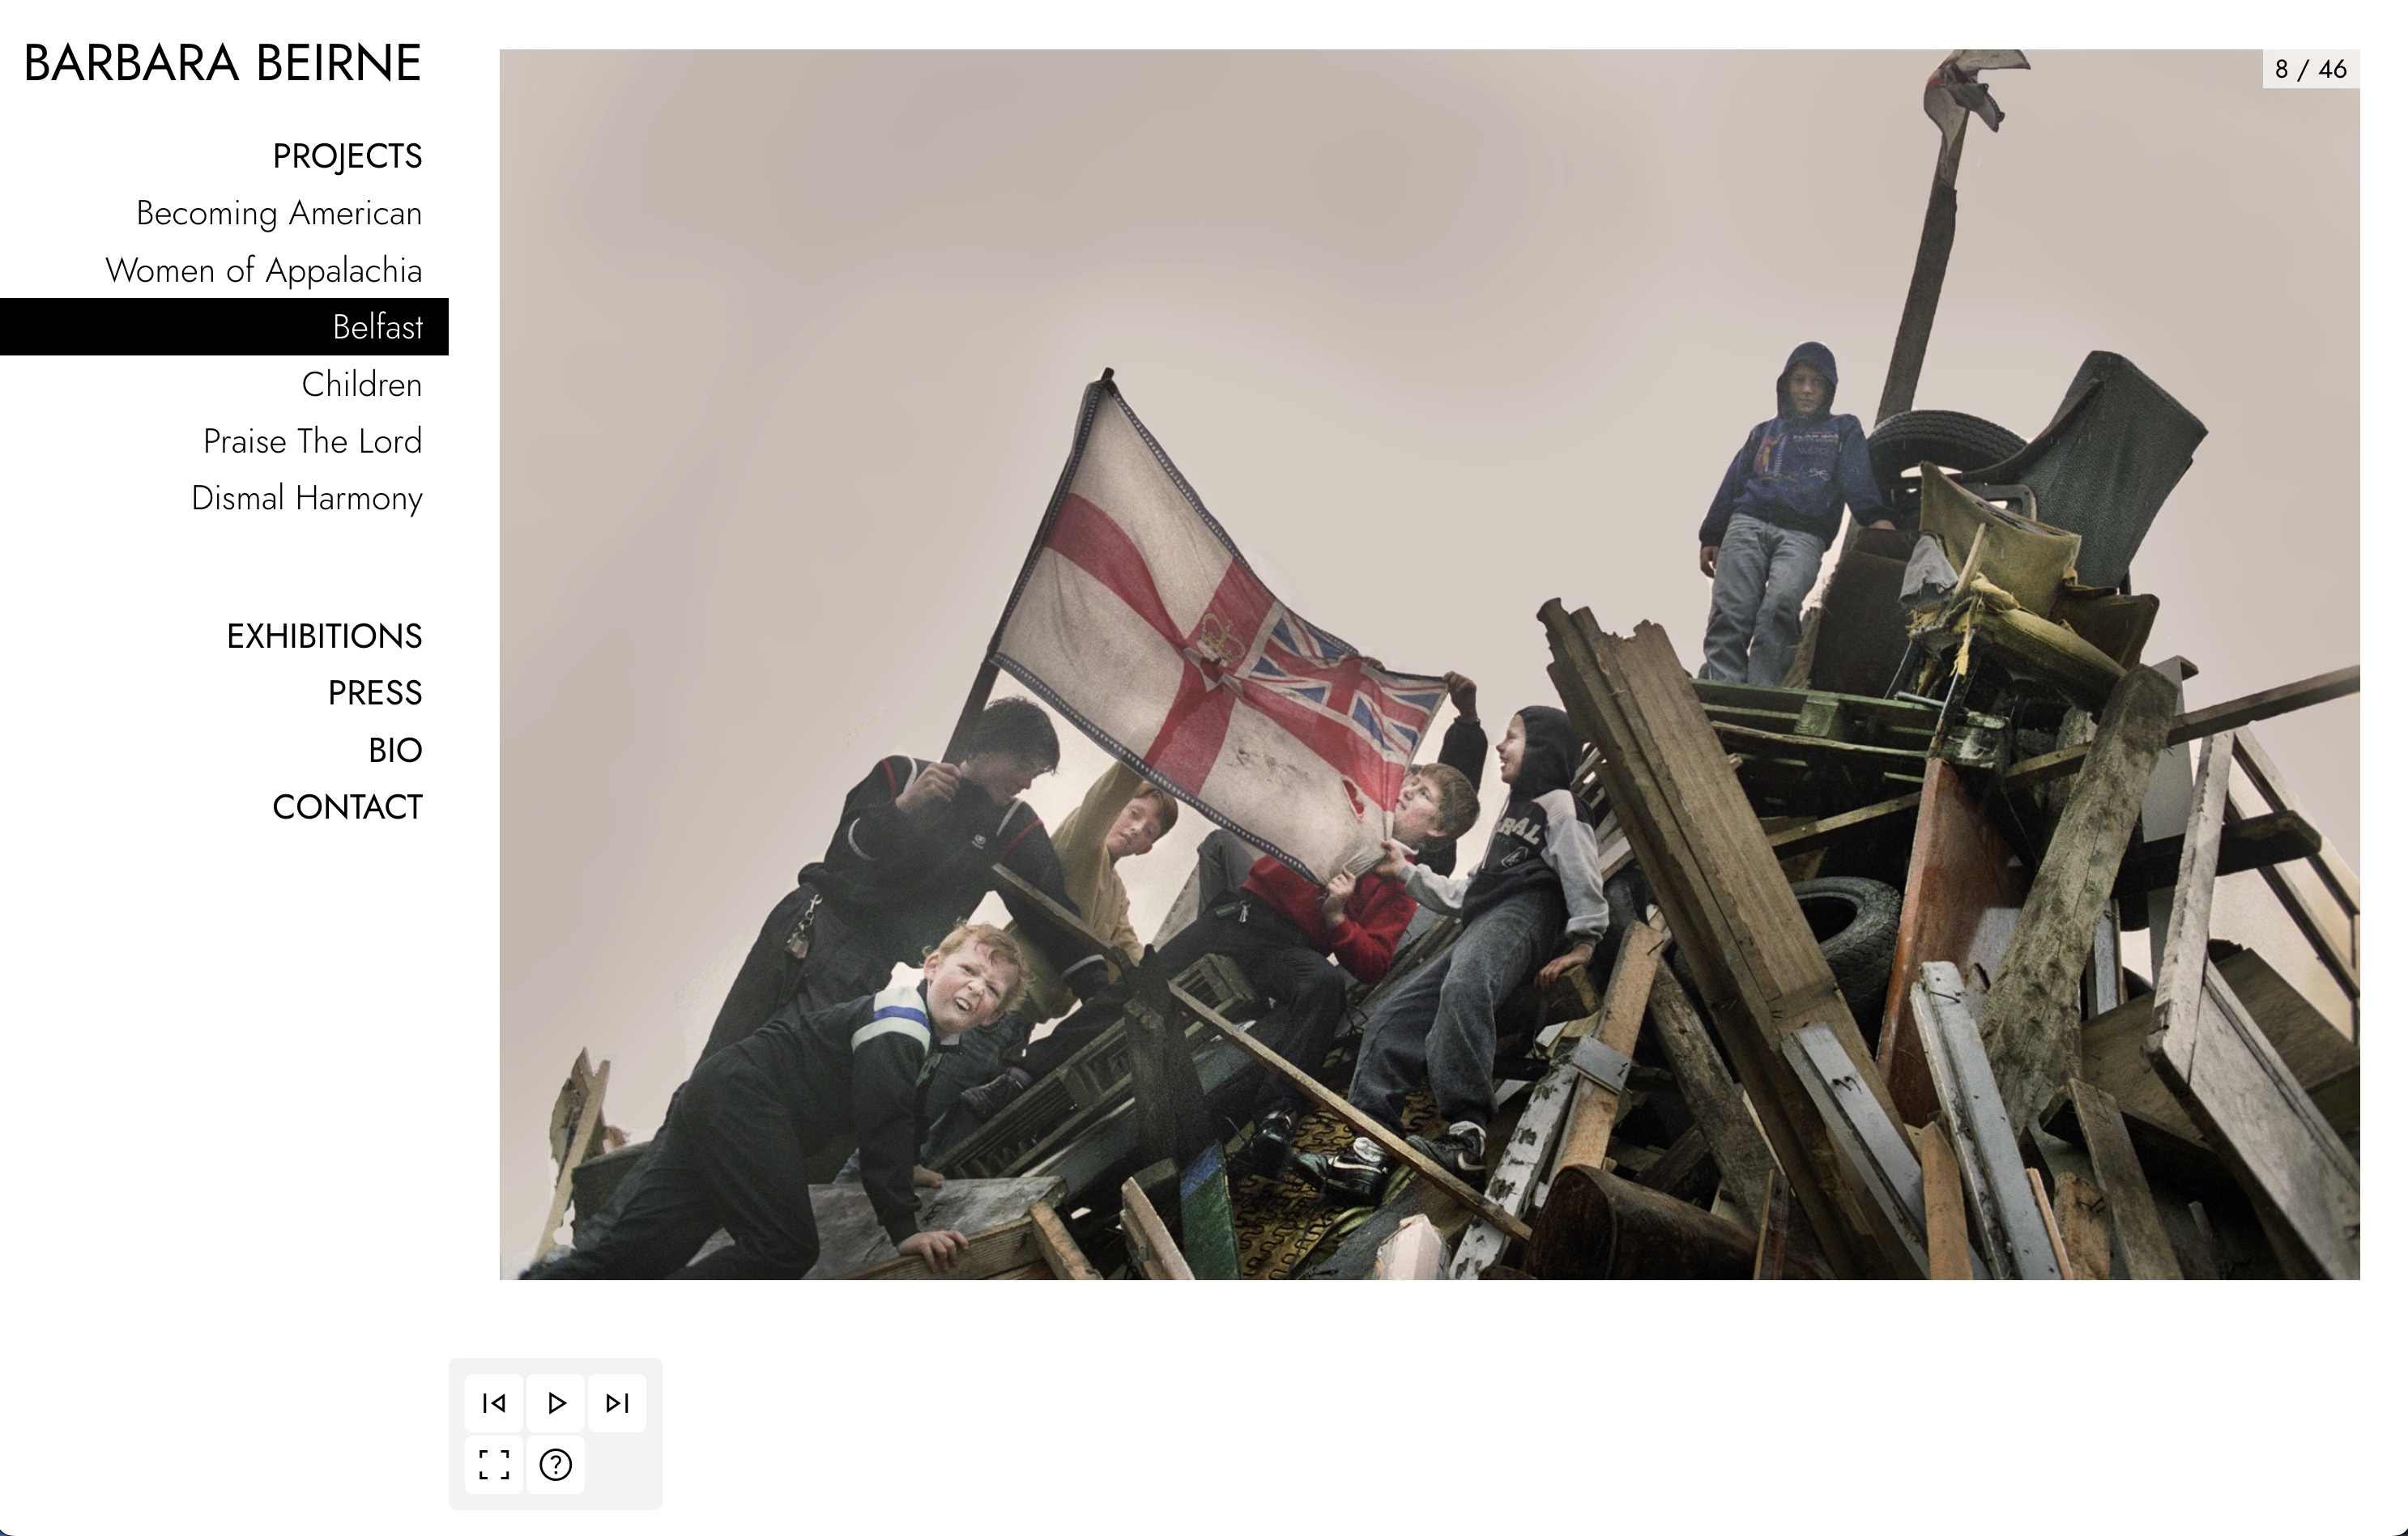 BARBARA BEIRNE
PROJECTS
Becoming American
Women of Appalachia
Belfast
Children
Praise The Lord
Dismal Harmony
EXHIBITIONS
PRESS
BIO
CONTACT
8 / 46